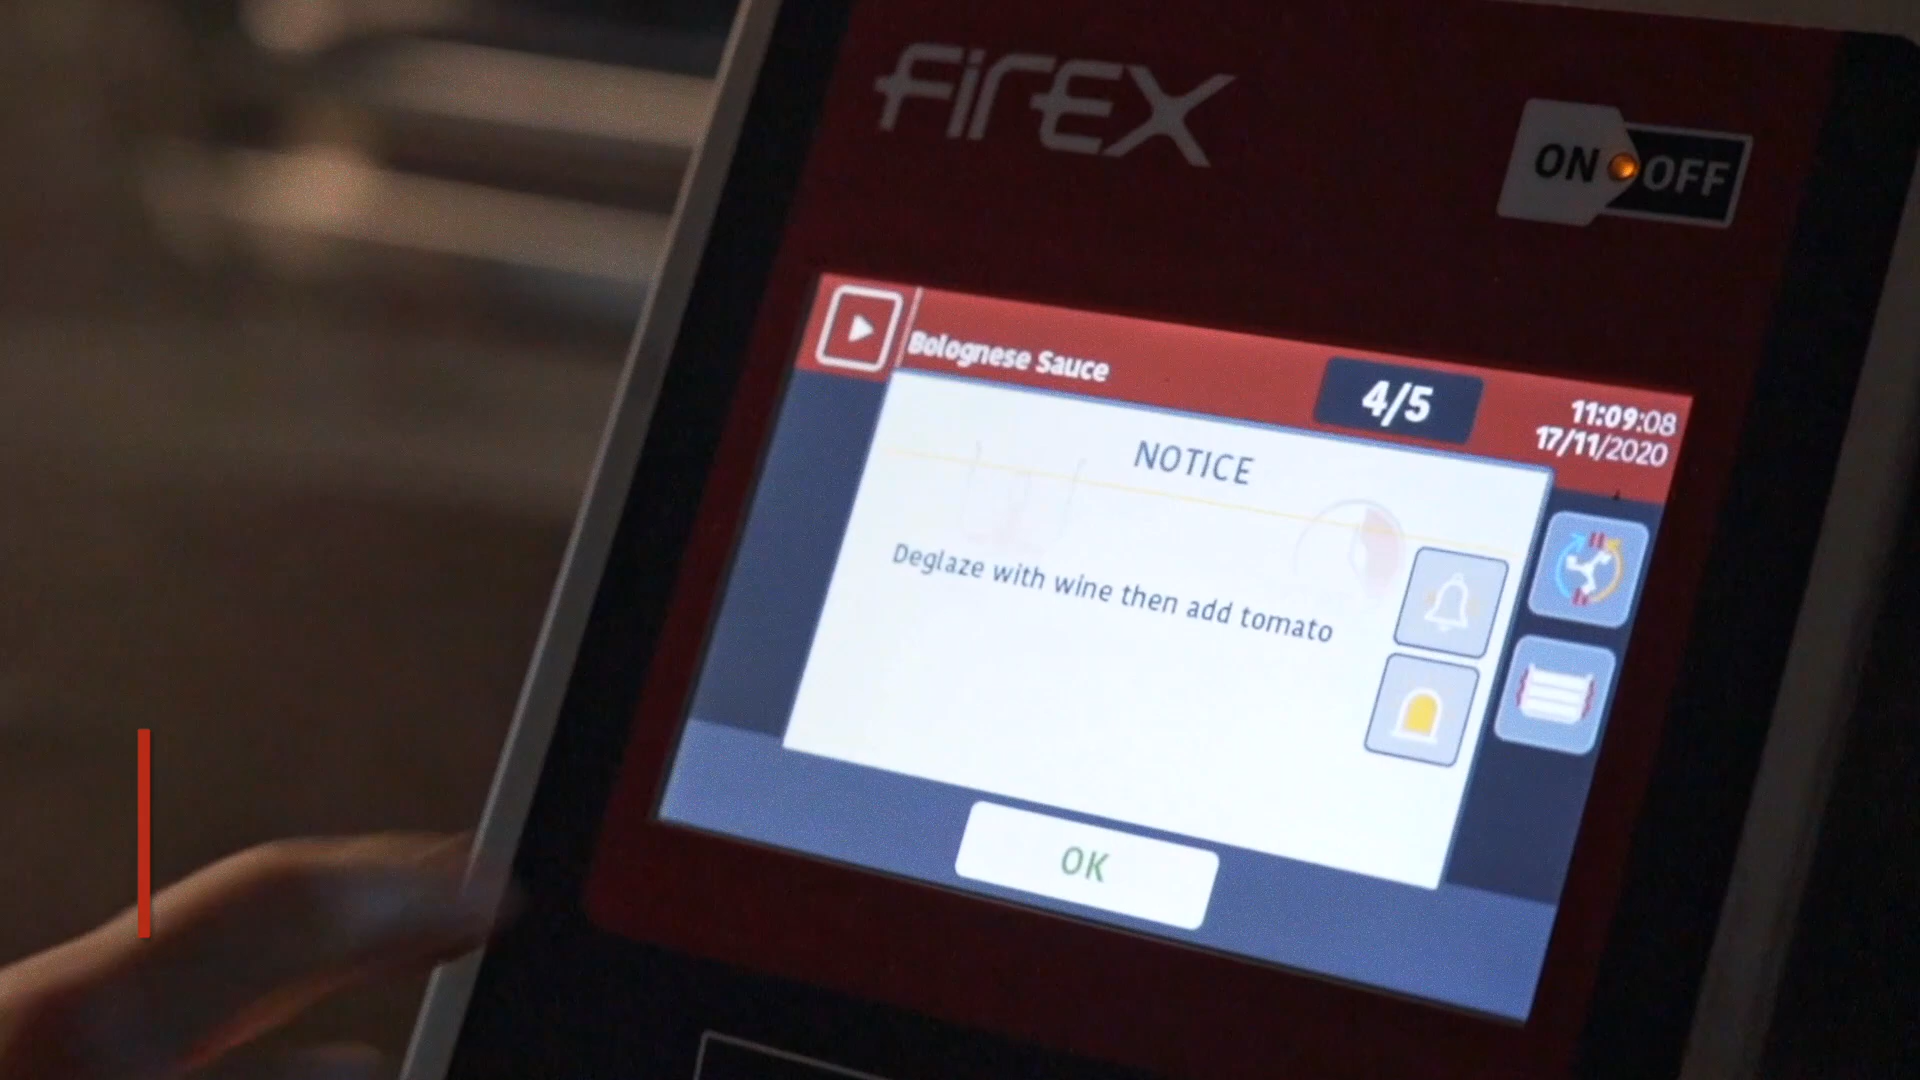 FIREX
ON OFF
Bolognese Sauce
4/5
11:09:08
17/11/2020
NOTICE
Deglaze with wine then add tomato
OK